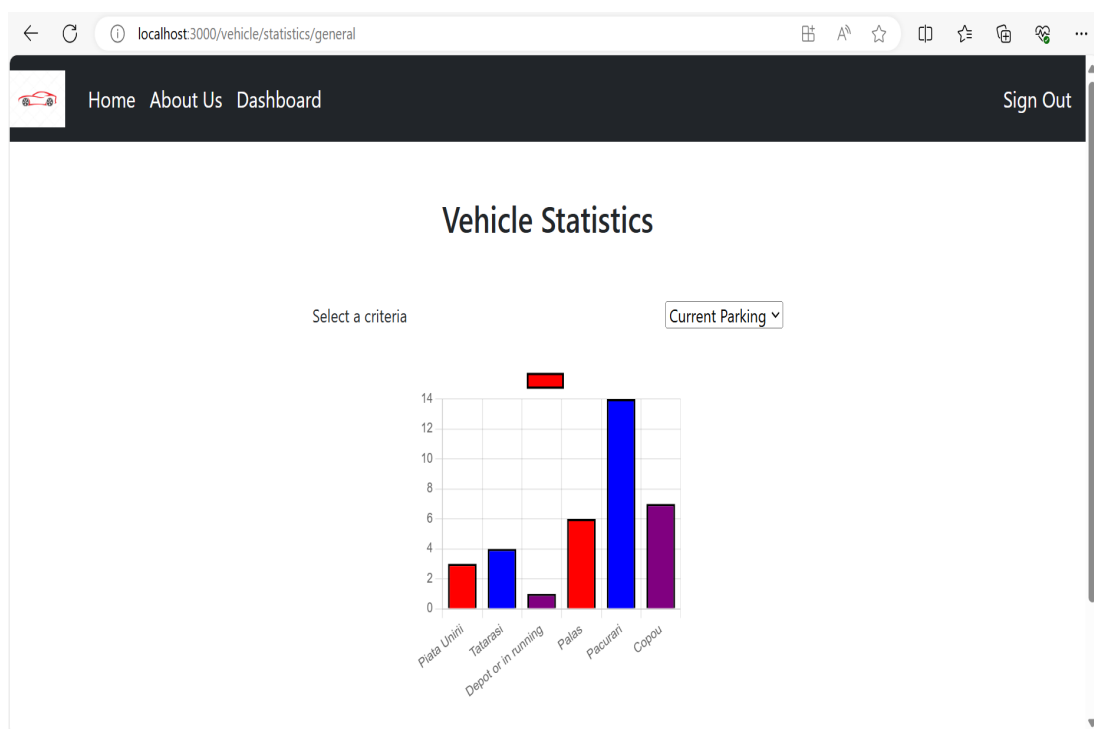 localhost:3000/vehicle/statistics/general
Home About Us Dashboard Sign Out
Vehicle Statistics
Select a criteria Current Parking
14
12
10
8
6
4
2
0
Piata Unirii
Tatarasi
Depot or in running
Palas
Pacurari
Copou